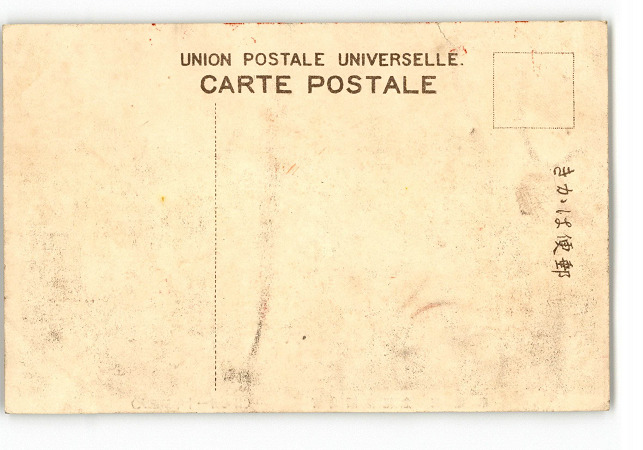 UNION POSTALE UNIVERSELLE.
CARTE POSTALE
郵便はかき